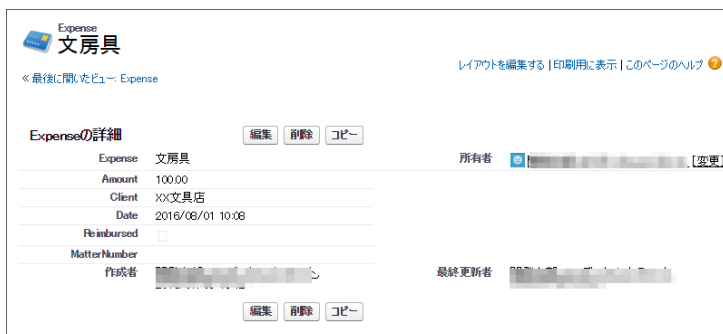 Expense
文房具
レイアウトを編集する | 印刷用に表示 | このページのヘルプ
« 最後に開いたビュー: Expense
Expenseの詳細 編集 削除 コピー
Expense 文房具 所有者 [変更]
Amount 100.00
Client XX文具店
Date 2016/08/01 10:08
Reimbursed
MatterNumber
作成者 最終更新者
編集 削除 コピー